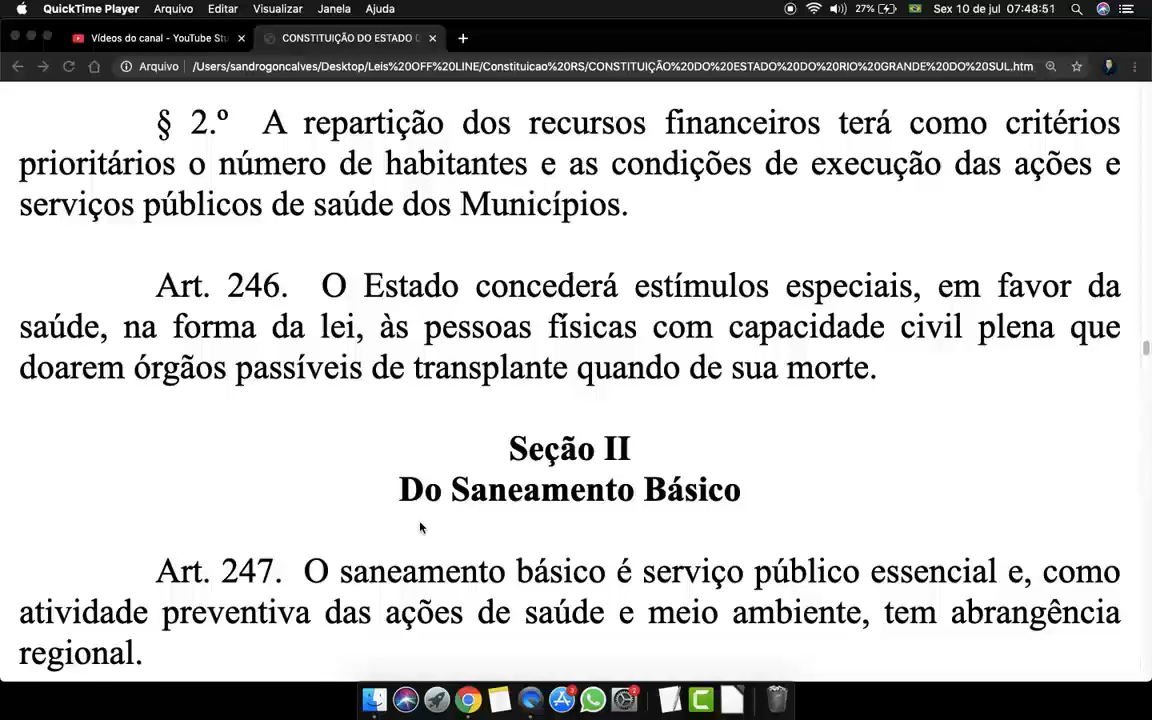 QuickTime Player Arquivo Editar Visualizar Janela Ajuda 27% Sex 10 de jul 07:48:51
Vídeos do canal - YouTube Stu CONSTITUIÇÃO DO ESTADO
Arquivo /Users/sandrogoncalves/Desktop/Leis%20OFF%20LINE/Constituicao%20RS/CONSTITUIÇÃO%20DO%20ESTADO%20DO%20RIO%20GRANDE%20DO%20SUL.htm
§ 2.º A repartição dos recursos financeiros terá como critérios
prioritários o número de habitantes e as condições de execução das ações e
serviços públicos de saúde dos Municípios.
Art. 246. O Estado concederá estímulos especiais, em favor da
saúde, na forma da lei, às pessoas físicas com capacidade civil plena que
doarem órgãos passíveis de transplante quando de sua morte.
Seção II
Do Saneamento Básico
Art. 247. O saneamento básico é serviço público essencial e, como
atividade preventiva das ações de saúde e meio ambiente, tem abrangência
regional.